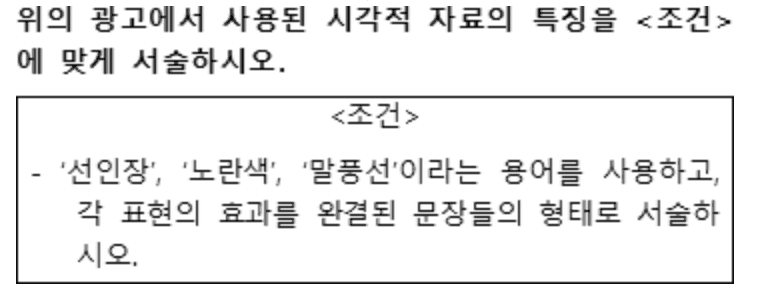 위의 광고에서 사용된 시각적 자료의 특징을 <조건>
에 맞게 서술하시오.
<조건>
- '선인장', '노란색', '말풍선'이라는 용어를 사용하고,
각 표현의 효과를 완결된 문장들의 형태로 서술하
시오.